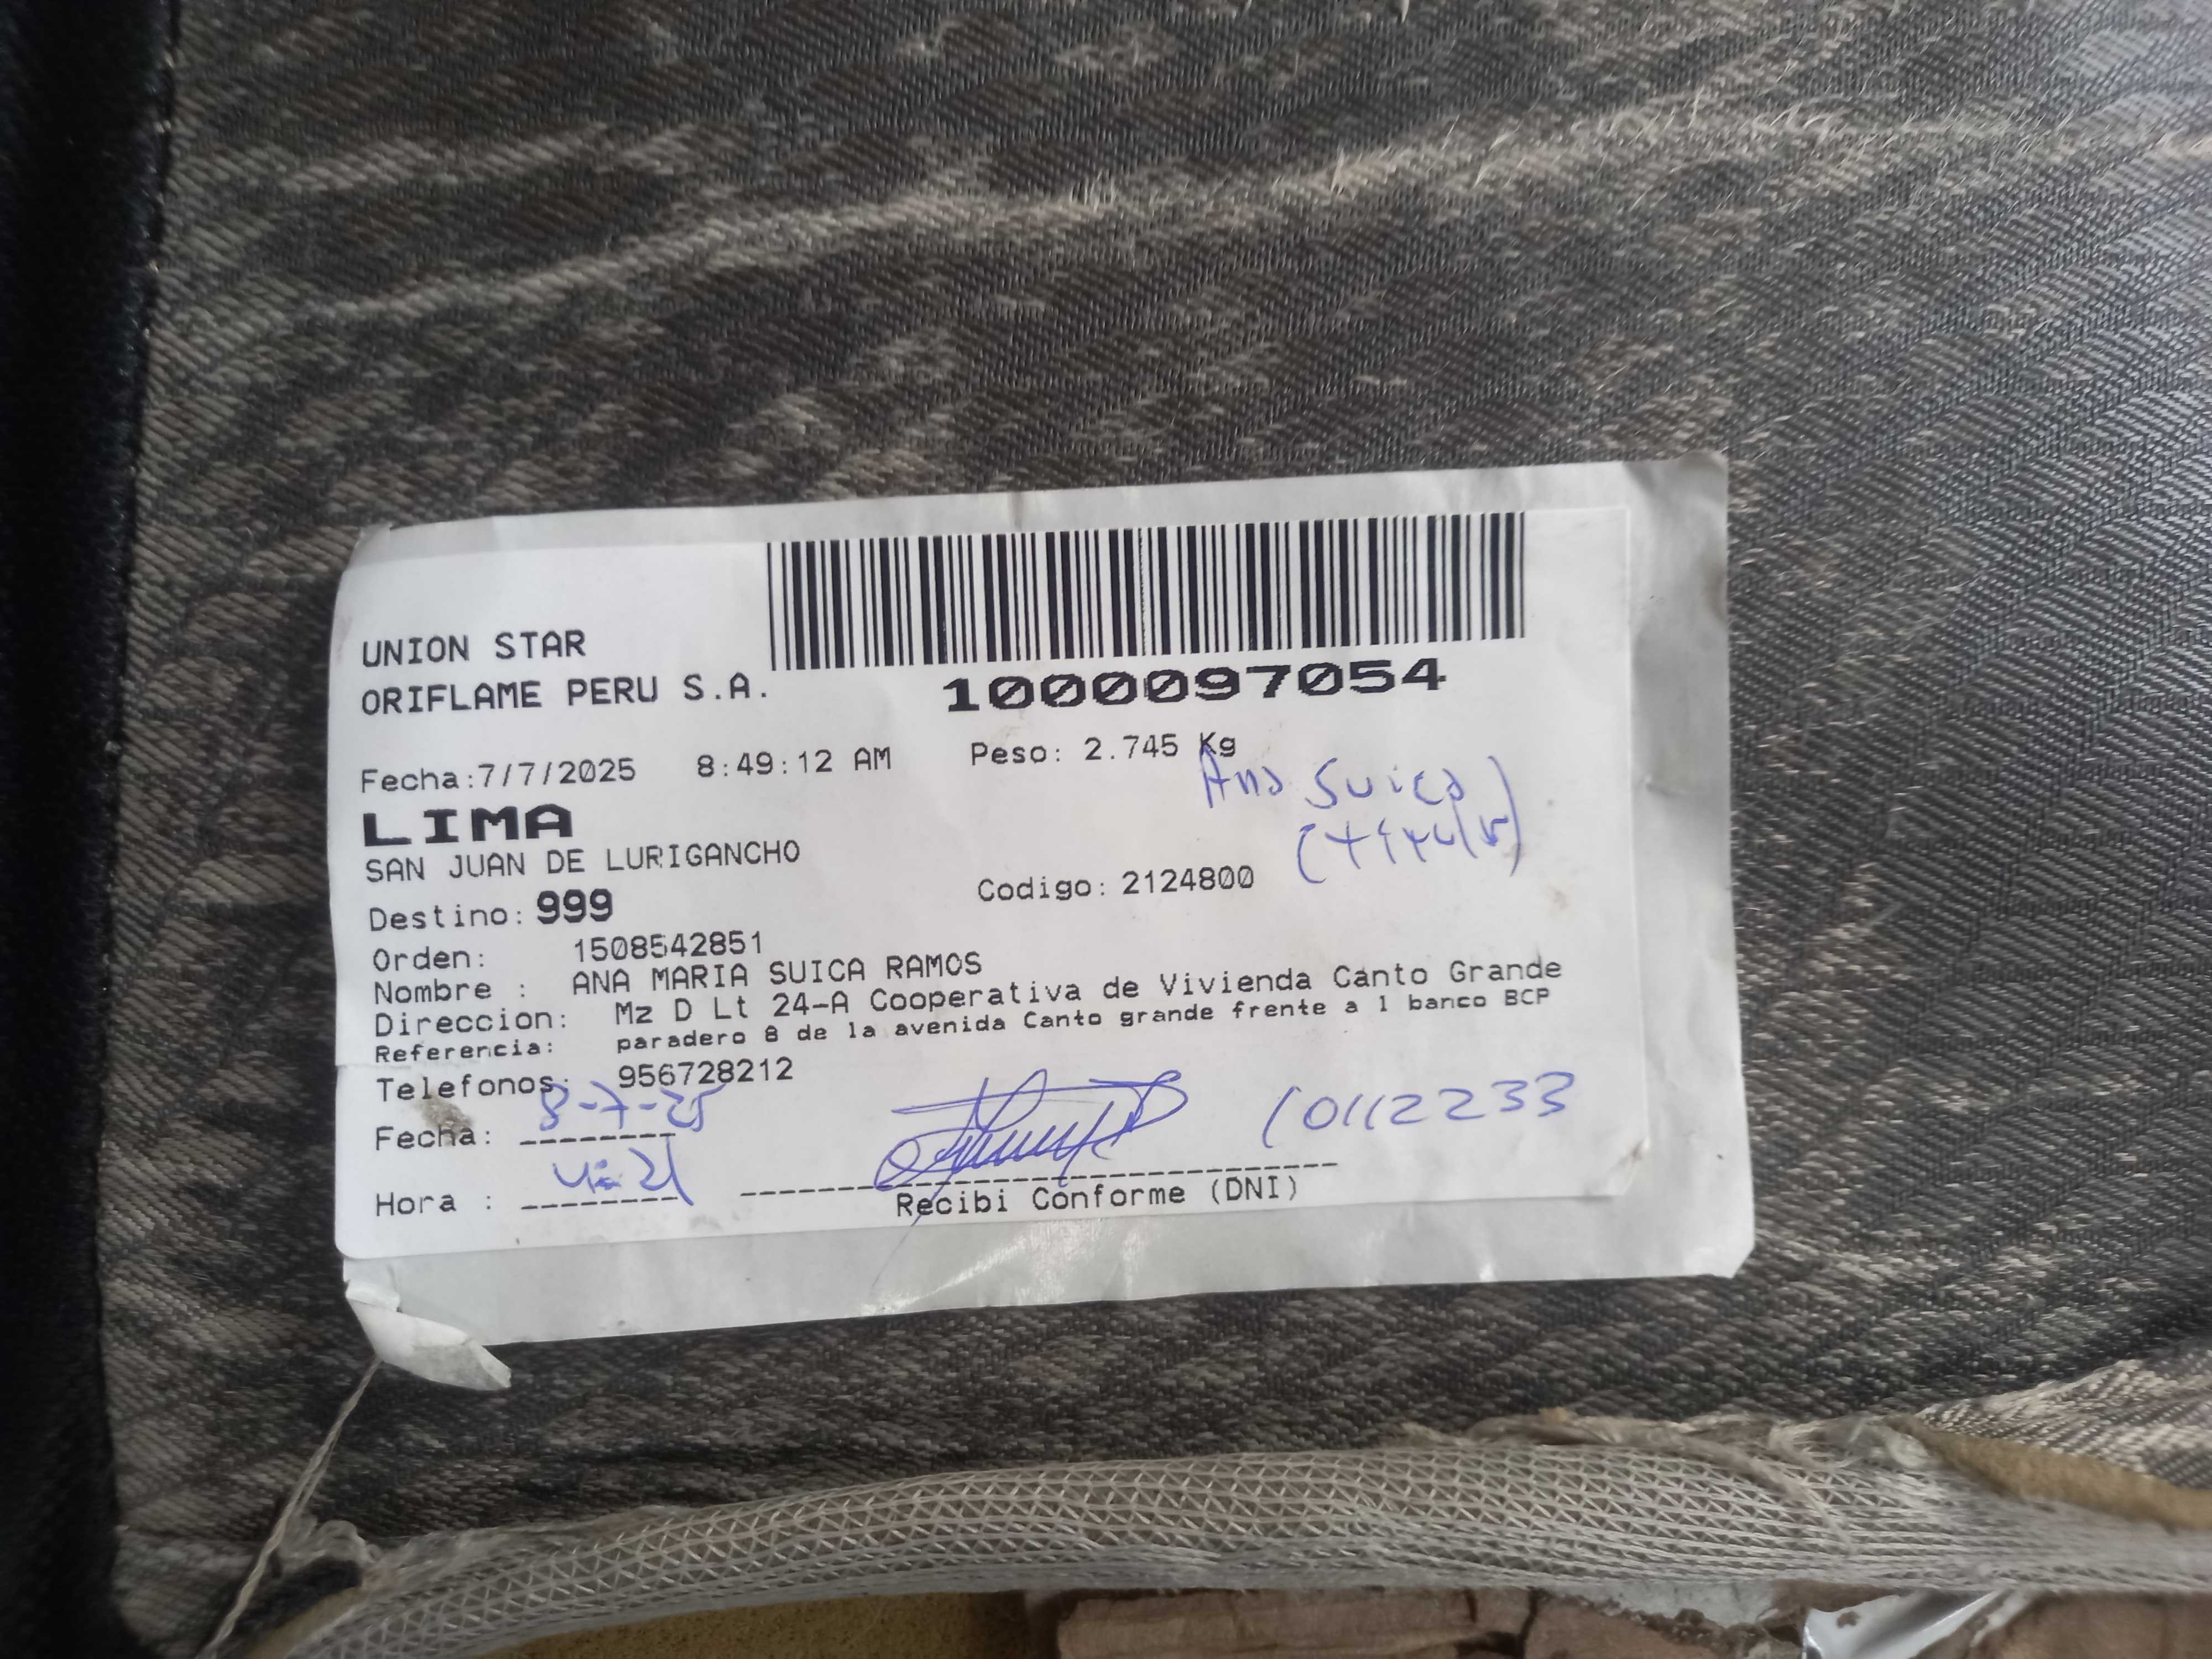 UNION STAR
ORIFLAME PERU S.A.
1000097054
Fecha:7/7/2025 8:49:12 AM Peso: 2.745 Kg
Ana Suica
LIMA
(titular)
SAN JUAN DE LURIGANCHO
Codigo: 2124800
Destino: 999
Orden: 1508542851
Nombre : ANA MARIA SUICA RAMOS
Direccion: Mz D Lt 24-A Cooperativa de Vivienda Canto Grande
Referencia: paradero 8 de la avenida Canto grande frente a 1 banco BCP
Telefonos: 956728212
Fecha: 8-7-25
10112233
Hora :
Recibi Conforme (DNI)